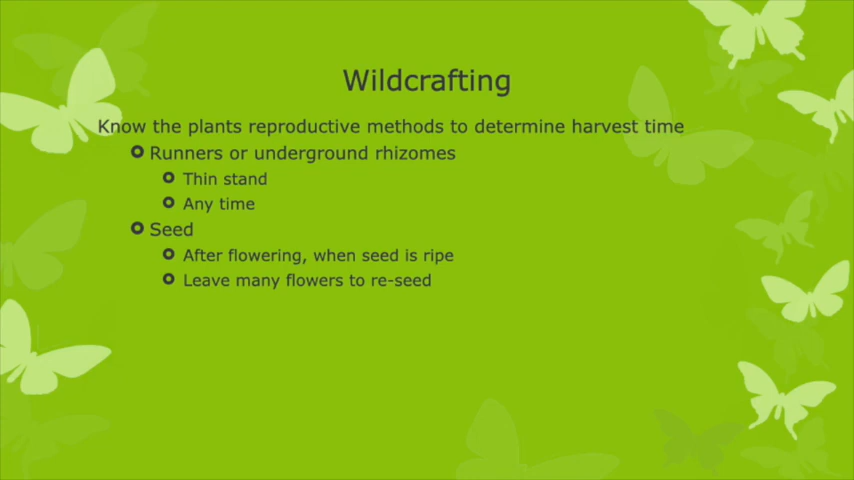 Wildcrafting
Know the plants reproductive methods to determine harvest time
Runners or underground rhizomes
Thin stand
Any time
Seed
After flowering, when seed is ripe
Leave many flowers to re-seed